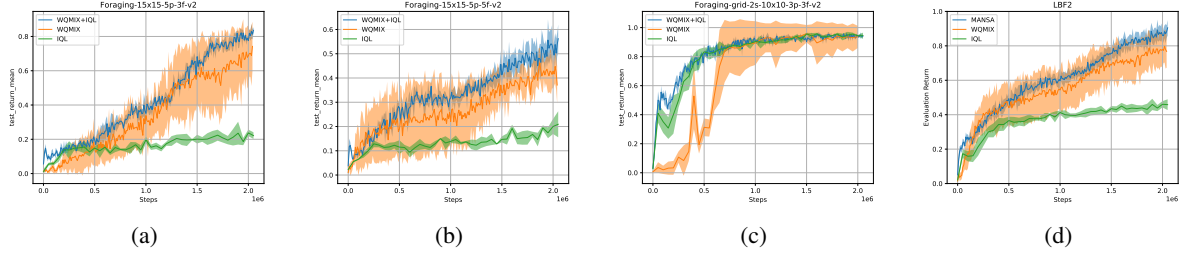 Foraging-15x15-5p-3f-v2
WQMIX+IQL
WQMIX
IQL
test_return_mean
0.8
0.6
0.4
0.2
0.0
0.0 0.5 1.0 1.5 2.0
Steps
1e6
(a)
Foraging-15x15-5p-5f-v2
WQMIX+IQL
WQMIX
IQL
test_return_mean
0.6
0.5
0.4
0.3
0.2
0.1
0.0
0.0 0.5 1.0 1.5 2.0
Steps
1e6
(b)
Foraging-grid-2s-10x10-3p-3f-v2
WQMIX+IQL
WQMIX
IQL
test_return_mean
1.0
0.8
0.6
0.4
0.2
0.0
0.0 0.5 1.0 1.5 2.0
Steps
1e6
(c)
LBF2
MANSA
WQMIX
IQL
Evaluation Return
1.0
0.8
0.6
0.4
0.2
0.0
0.0 0.5 1.0 1.5 2.0
Steps
1e6
(d)